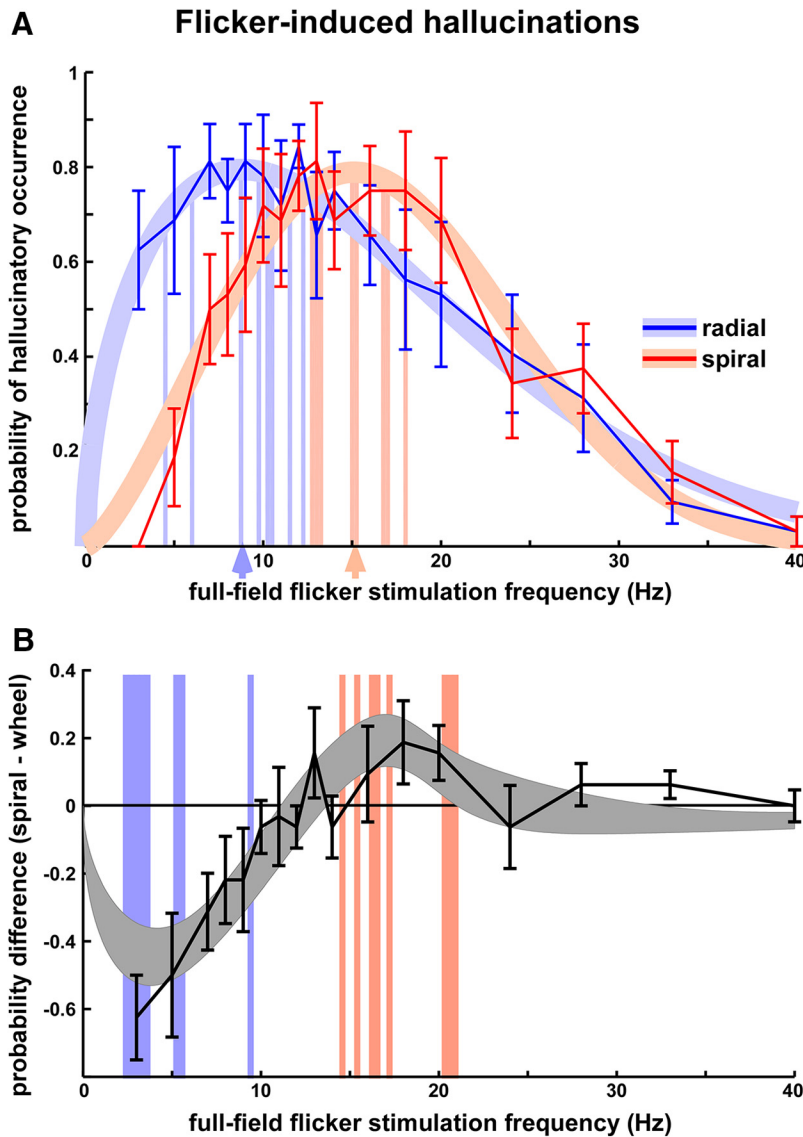 A
Flicker-induced hallucinations
probability of hallucinatory occurrence
1
0.8
0.6
0.4
0.2
radial
spiral
0 10 20 30 40
full-field flicker stimulation frequency (Hz)
B
probability difference (spiral - wheel)
0.4
0.2
0
-0.2
-0.4
-0.6
0 10 20 30 40
full-field flicker stimulation frequency (Hz)